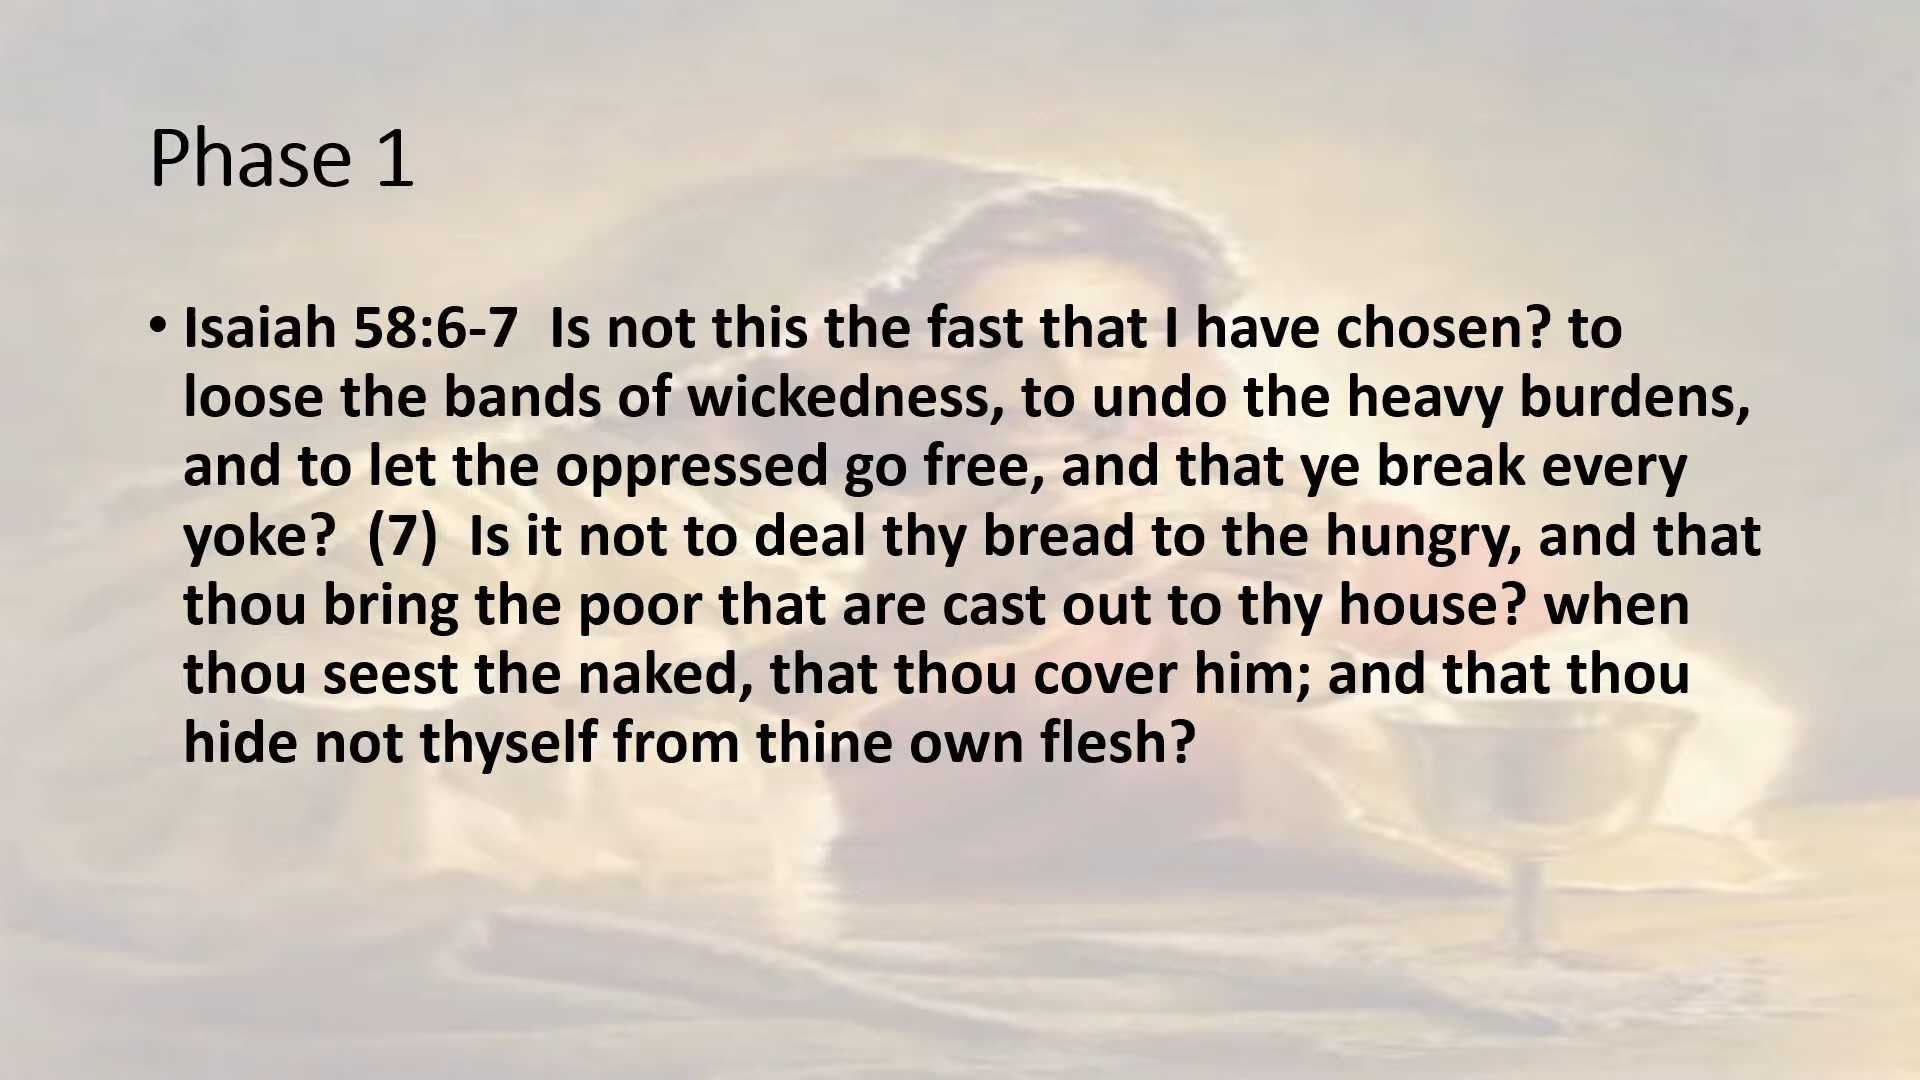 Phase 1
• Isaiah 58:6-7  Is not this the fast that I have chosen? to
loose the bands of wickedness, to undo the heavy burdens,
and to let the oppressed go free, and that ye break every
yoke?  (7)  Is it not to deal thy bread to the hungry, and that
thou bring the poor that are cast out to thy house? when
thou seest the naked, that thou cover him; and that thou
hide not thyself from thine own flesh?